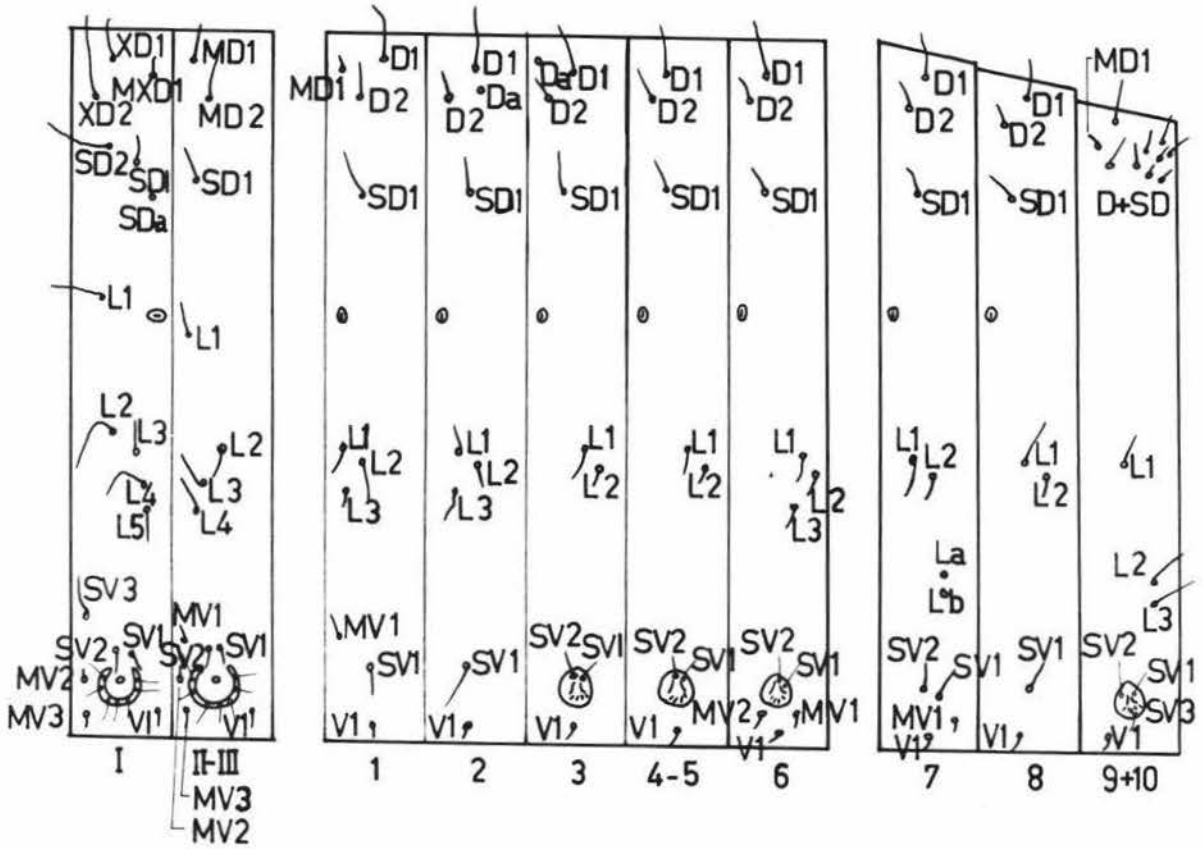 XD1
MD1
MXD1
XD2
MD2
SD2
SD1
SD1
SDa
L1
L1
L2
L3
L2
L4
L3
L5
L4
SV3
MV1
SV2
SV1
SV2
SV1
MV2
MV3
V1
V1
I
II-III
MV3
MV2
D1
MD1
D2
SD1
L1
L2
L3
MV1
SV1
V1
1
D1
Da
D2
SD1
L1
L2
L3
SV1
V1
2
Da
D1
D2
SD1
L1
L2
SV2
SV1
V1
3
D1
D2
SD1
L1
L2
SV2
SV1
V1
4-5
D1
D2
SD1
L1
L2
L3
SV1
MV2
MV1
V1
6
D1
D2
SD1
L1
L2
La
Lb
SV2
SV1
MV1
V1
7
D1
D2
SD1
L1
L2
SV1
V1
8
MD1
D+SD
L1
L2
L3
SV2
SV1
SV3
V1
9+10